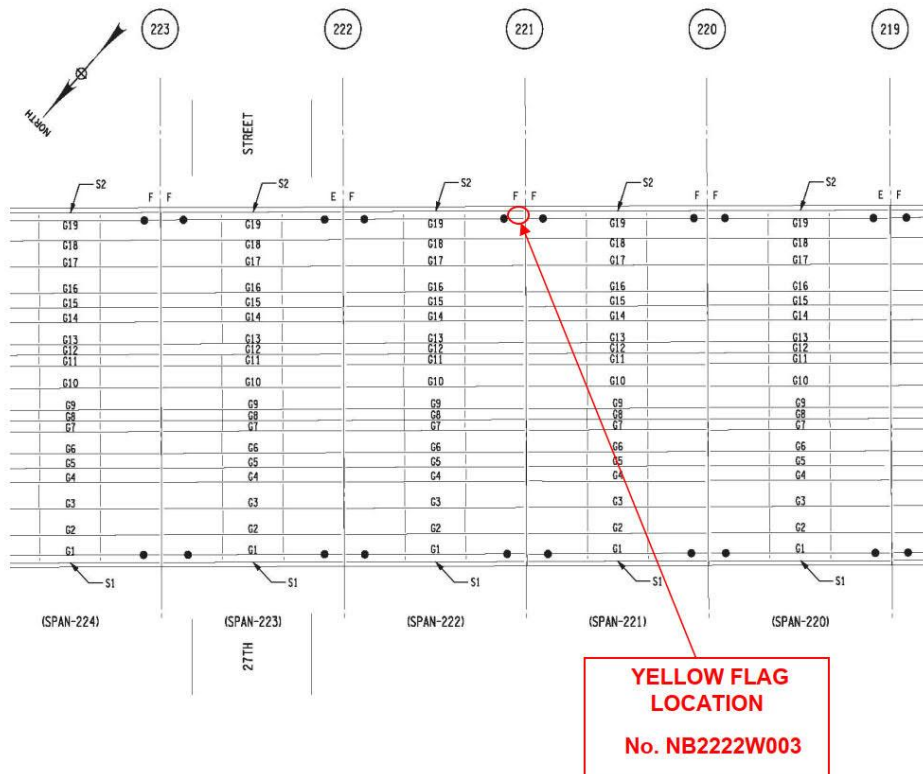 223 222 221 220 219
NORTH
STREET
S2 S2 S2 S2 S2
F F E F F F F F E F
G19 G19 G19 G19 G19
G18 G18 G18 G18 G18
G17 G17 G17 G17 G17
G16 G16 G16 G16 G16
G15 G15 G15 G15 G15
G14 G14 G14 G14 G14
G13 G13 G13 G13 G13
G12 G12 G12 G12 G12
G11 G11 G11 G11 G11
G10 G10 G10 G10 G10
G9 G9 G9 G9 G9
G8 G8 G8 G8 G8
G7 G7 G7 G7 G7
G6 G6 G6 G6 G6
G5 G5 G5 G5 G5
G4 G4 G4 G4 G4
G3 G3 G3 G3 G3
G2 G2 G2 G2 G2
G1 G1 G1 G1 G1
S1 S1 S1 S1 S1
(SPAN-224) (SPAN-223) (SPAN-222) (SPAN-221) (SPAN-220)
27TH
YELLOW FLAG
LOCATION
No. NB2222W003